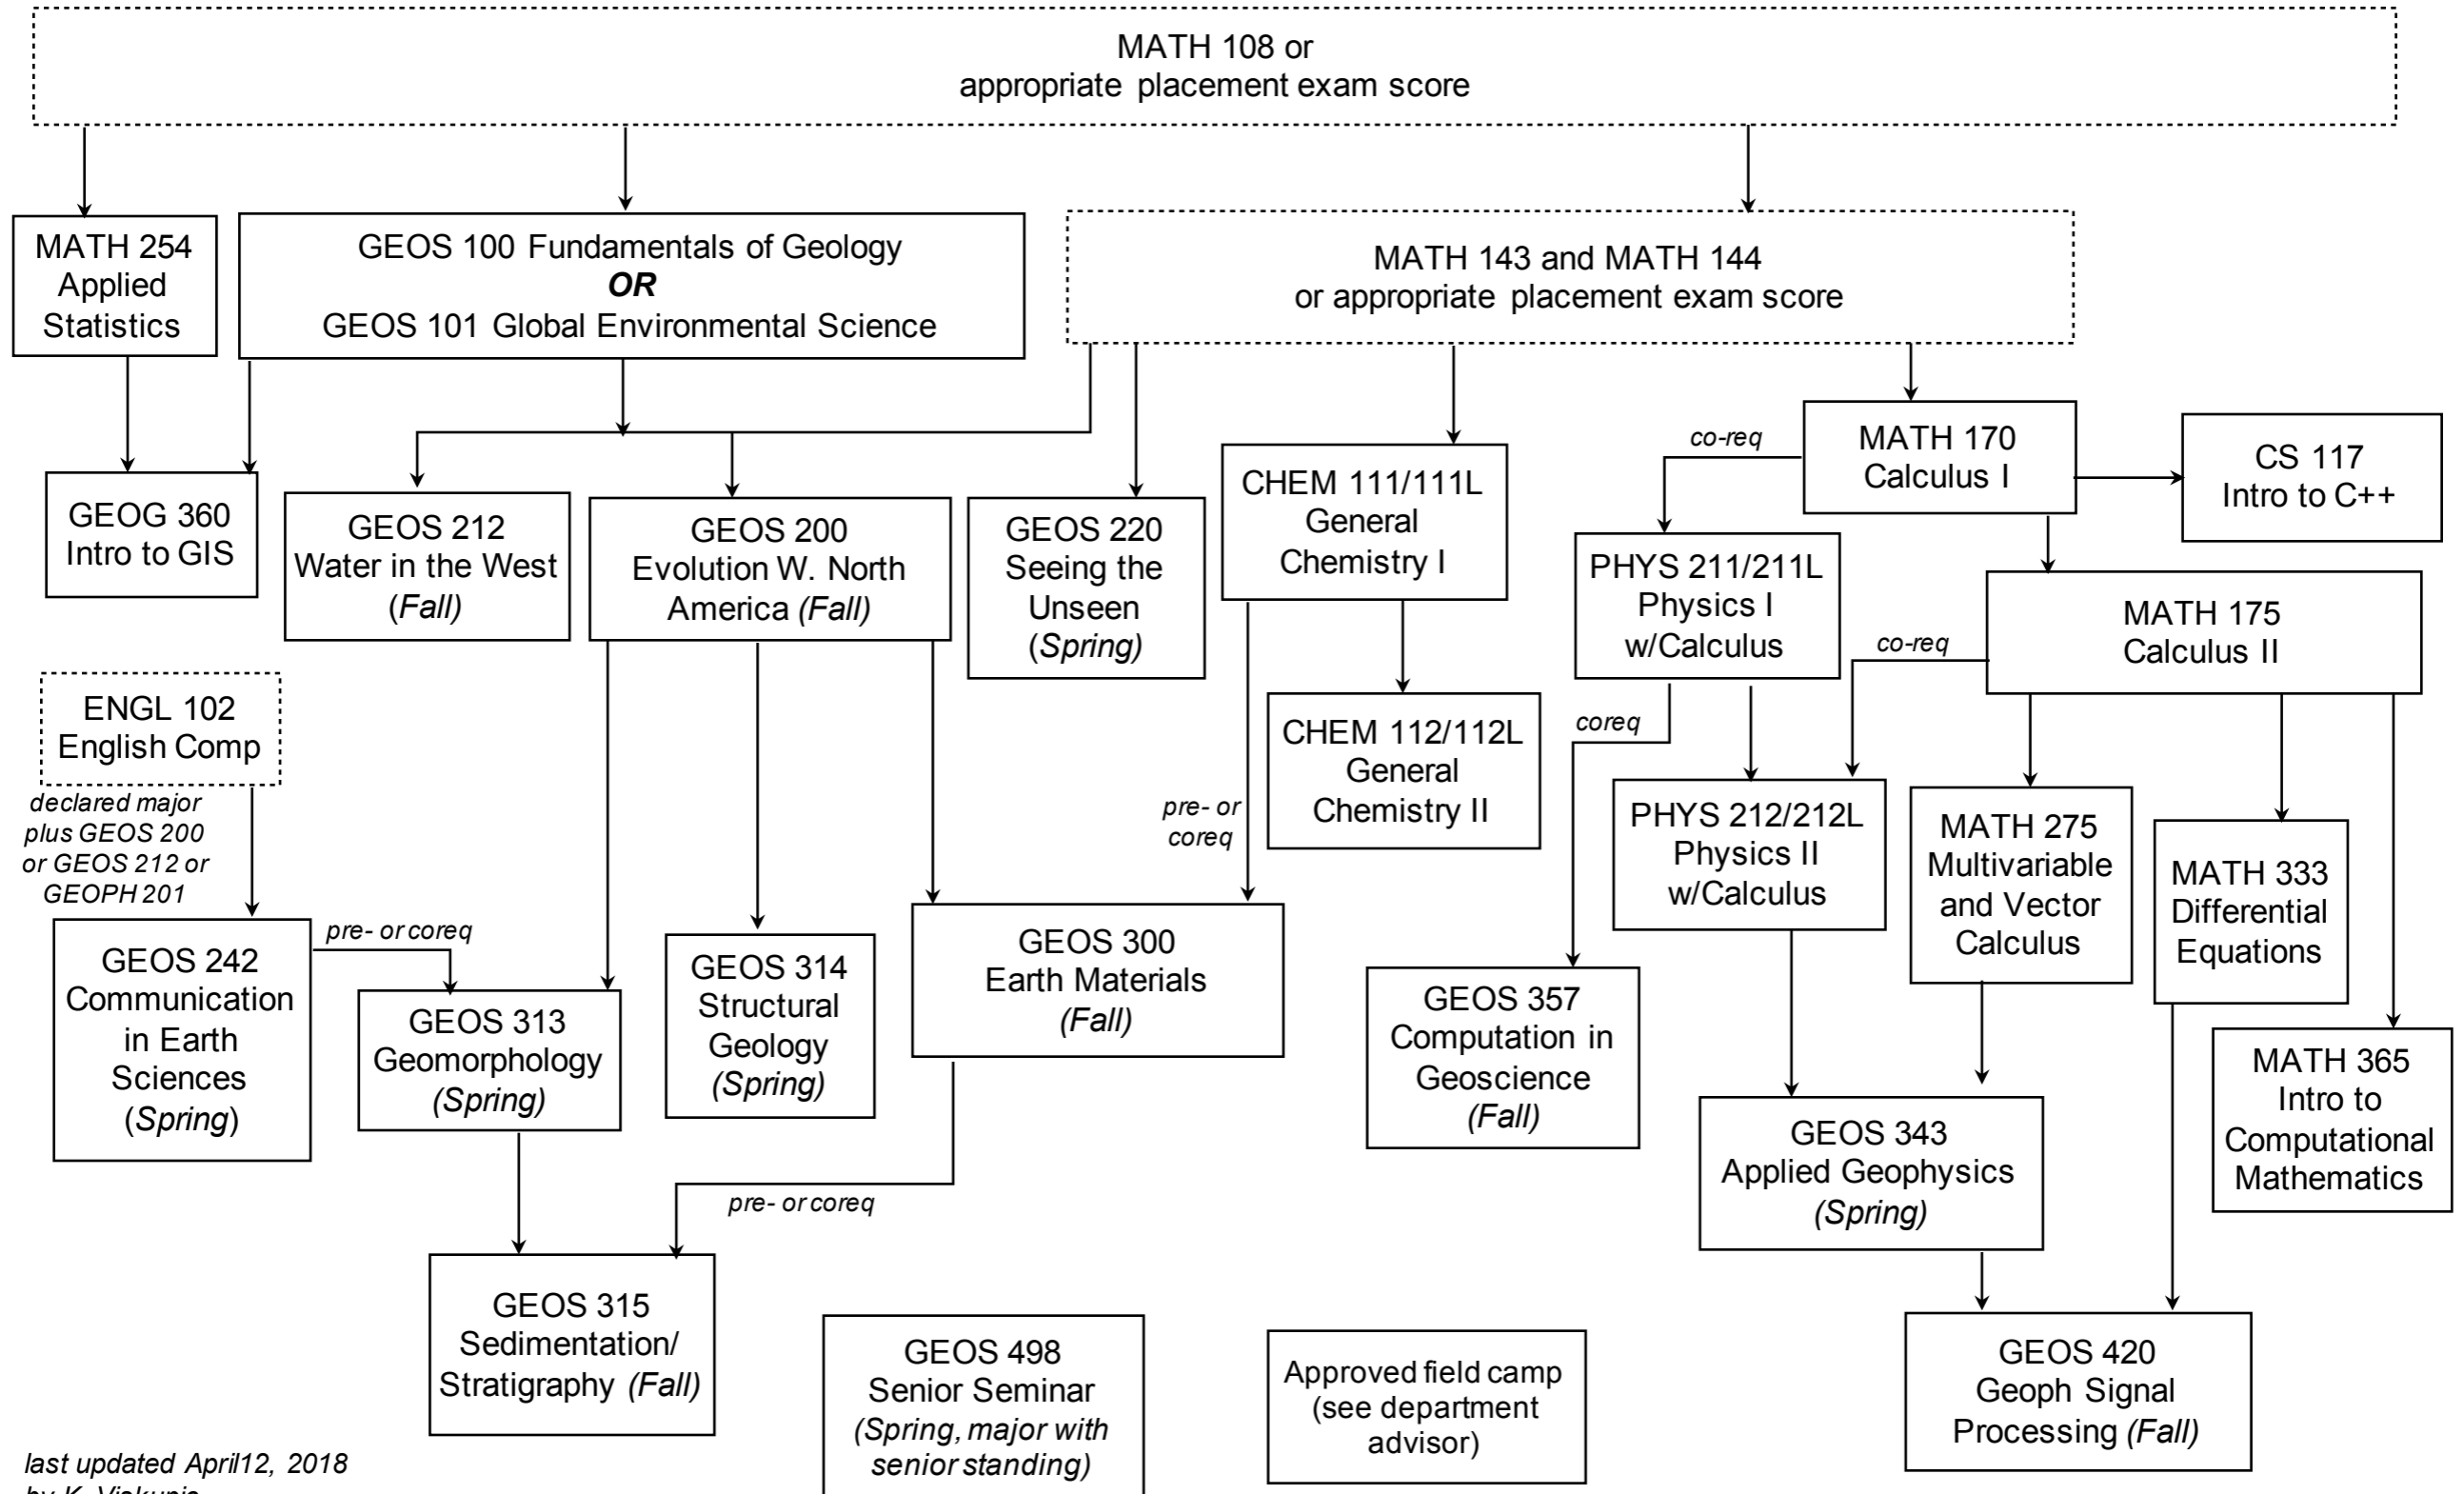 MATH 108 or
appropriate placement exam score
MATH 254
Applied
Statistics
GEOS 100 Fundamentals of Geology
OR
GEOS 101 Global Environmental Science
MATH 143 and MATH 144
or appropriate placement exam score
GEOG 360
Intro to GIS
GEOS 212
Water in the West
(Fall)
GEOS 200
Evolution W. North
America (Fall)
GEOS 220
Seeing the
Unseen
(Spring)
CHEM 111/111L
General
Chemistry I
co-req
MATH 170
Calculus I
CS 117
Intro to C++
PHYS 211/211L
Physics I
w/Calculus
co-req
MATH 175
Calculus II
ENGL 102
English Comp
declared major
plus GEOS 200
or GEOS 212 or
GEOPH 201
CHEM 112/112L
General
Chemistry II
pre- or
coreq
coreq
PHYS 212/212L
Physics II
w/Calculus
MATH 275
Multivariable
and Vector
Calculus
MATH 333
Differential
Equations
GEOS 242
Communication
in Earth
Sciences
(Spring)
pre- or coreq
GEOS 313
Geomorphology
(Spring)
GEOS 314
Structural
Geology
(Spring)
GEOS 300
Earth Materials
(Fall)
GEOS 357
Computation in
Geoscience
(Fall)
MATH 365
Intro to
Computational
Mathematics
GEOS 343
Applied Geophysics
(Spring)
pre- or coreq
GEOS 315
Sedimentation/
Stratigraphy (Fall)
GEOS 498
Senior Seminar
(Spring, major with
senior standing)
Approved field camp
(see department
advisor)
GEOS 420
Geoph Signal
Processing (Fall)
last updated April12, 2018
by K.